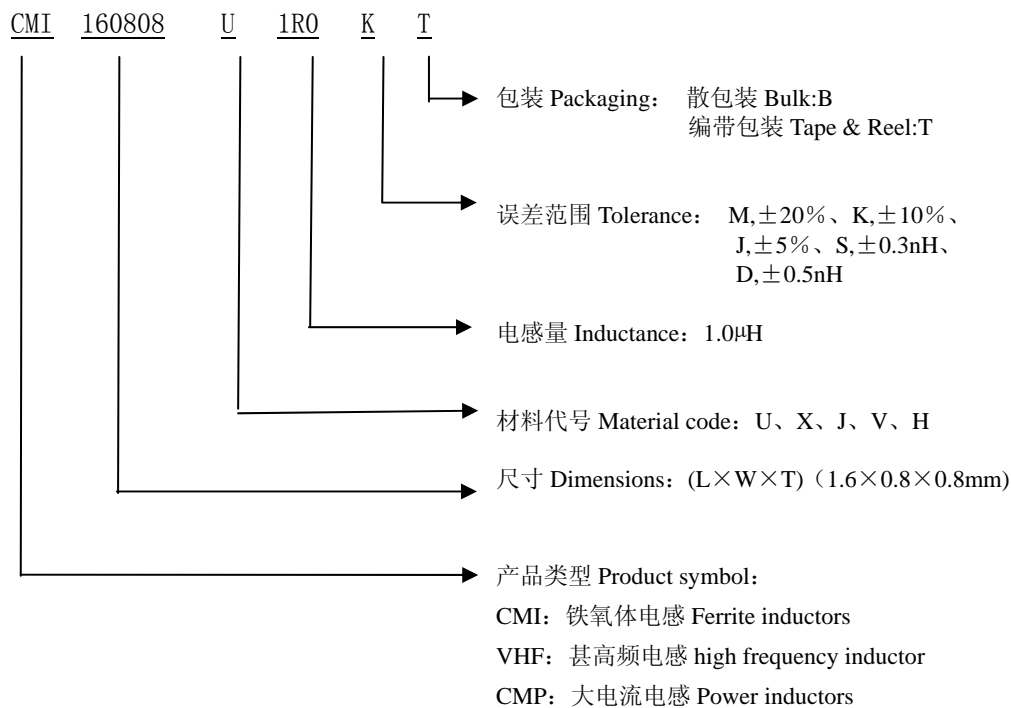 CMI 160808 U 1R0 K T
包装 Packaging： 散包装 Bulk:B
编带包装 Tape & Reel:T
误差范围 Tolerance： M,±20%、K,±10%、
J,±5%、S,±0.3nH、
D,±0.5nH
电感量 Inductance：1.0μH
材料代号 Material code：U、X、J、V、H
尺寸 Dimensions：(L×W×T)（1.6×0.8×0.8mm)
产品类型 Product symbol：
CMI：铁氧体电感 Ferrite inductors
VHF：甚高频电感 high frequency inductor
CMP：大电流电感 Power inductors